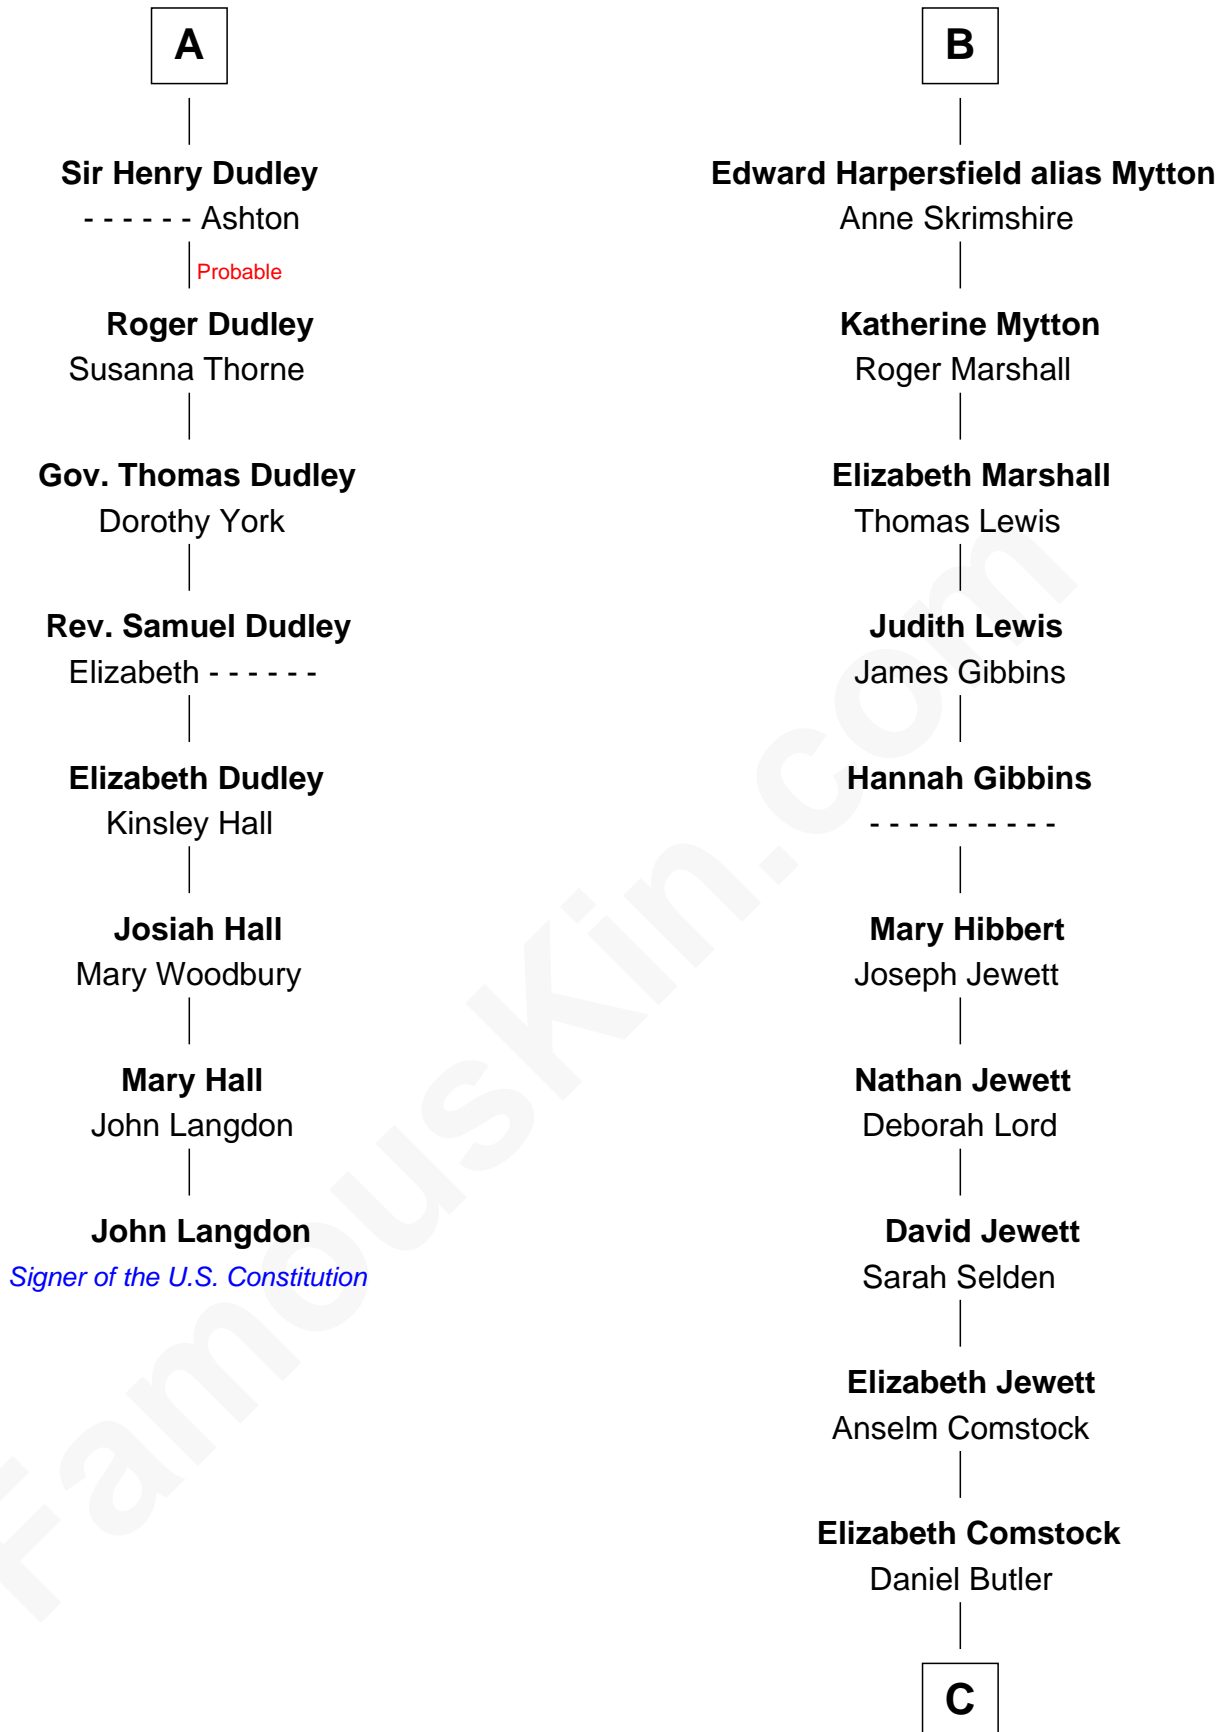 A
Sir Henry Dudley
- - - - - - Ashton
Probable
Roger Dudley
Susanna Thorne
Gov. Thomas Dudley
Dorothy York
Rev. Samuel Dudley
Elizabeth - - - - - -
Elizabeth Dudley
Kinsley Hall
Josiah Hall
Mary Woodbury
Mary Hall
John Langdon
John Langdon
Signer of the U.S. Constitution
B
Edward Harpersfield alias Mytton
Anne Skrimshire
Katherine Mytton
Roger Marshall
Elizabeth Marshall
Thomas Lewis
Judith Lewis
James Gibbins
Hannah Gibbins
- - - - - - - - - -
Mary Hibbert
Joseph Jewett
Nathan Jewett
Deborah Lord
David Jewett
Sarah Selden
Elizabeth Jewett
Anselm Comstock
Elizabeth Comstock
Daniel Butler
C
FamousKin.com